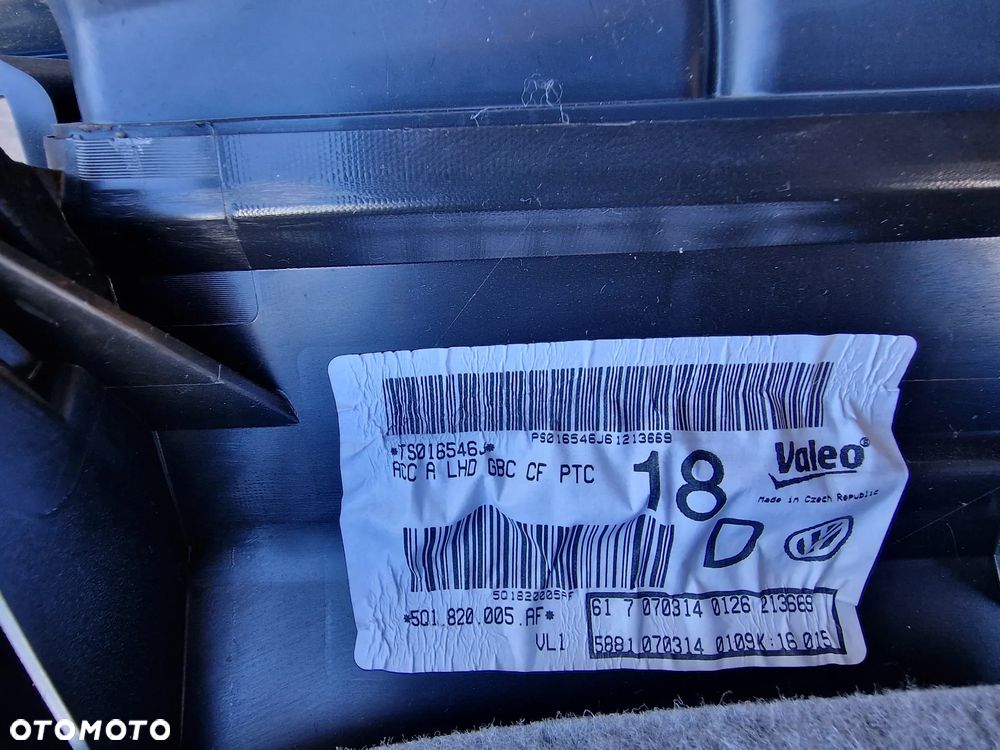 PS016546J61213669
*TS016546J*
ACC A LHD GBC CF PTC
18
Valeo®
Made in Czech Republic
D
5Q1820005AF
*5Q1.820.005.AF*
VL1
61 7 070314 0126 213669
5881 070314 0109K:16 015
OTOMOTO